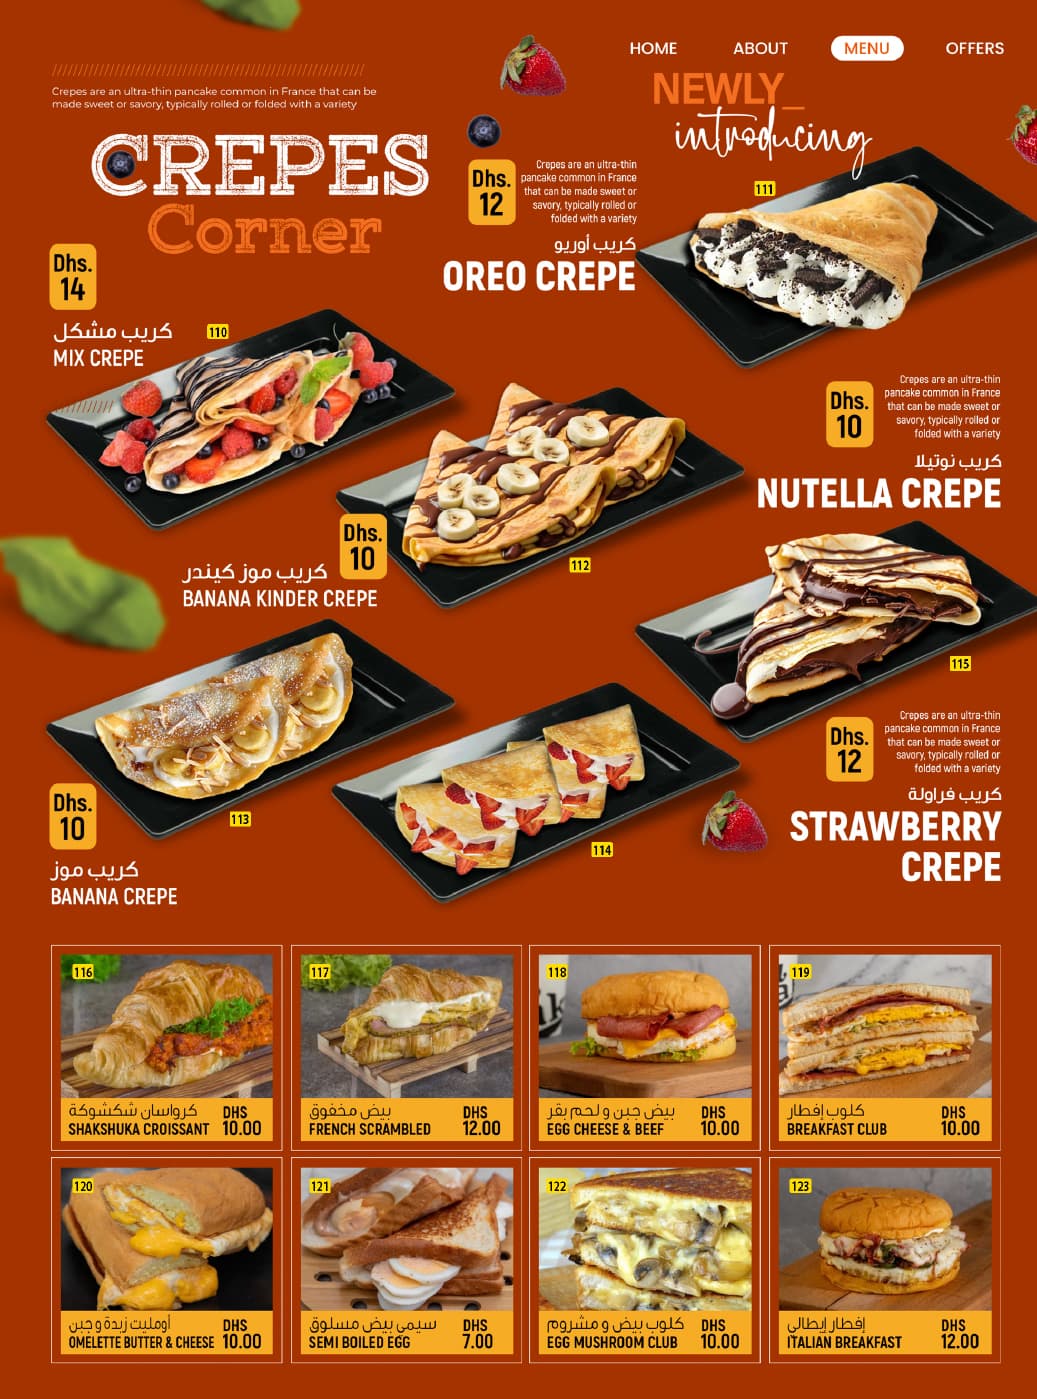 HOME ABOUT MENU OFFERS
Crepes are an ultra-thin pancake common in France that can be
made sweet or savory, typically rolled or folded with a variety
CREPES
Corner
NEWLY_
introducing
Dhs.
12
Crepes are an ultra-thin
pancake common in France
that can be made sweet or
savory, typically rolled or
folded with a variety
كريب أوريو
OREO CREPE
111
Dhs.
14
كريب مشكل
MIX CREPE
110
Dhs.
10
Crepes are an ultra-thin
pancake common in France
that can be made sweet or
savory, typically rolled or
folded with a variety
كريب نوتيلا
NUTELLA CREPE
Dhs.
10
كريب موز كيندر
BANANA KINDER CREPE
112
115
Dhs.
12
Crepes are an ultra-thin
pancake common in France
that can be made sweet or
savory, typically rolled or
folded with a variety
كريب فراولة
STRAWBERRY
CREPE
Dhs.
10
كريب موز
BANANA CREPE
113
114
116
كرواسان شكشوكة
SHAKSHUKA CROISSANT
DHS
10.00
117
بيض مخفوق
FRENCH SCRAMBLED
DHS
12.00
118
بيض جبن و لحم بقر
EGG CHEESE & BEEF
DHS
10.00
119
كلوب إفطار
BREAKFAST CLUB
DHS
10.00
120
أومليت زبدة و جبن
OMELETTE BUTTER & CHEESE
DHS
10.00
121
سيمي بيض مسلوق
SEMI BOILED EGG
DHS
7.00
122
كلوب بيض و مشروم
EGG MUSHROOM CLUB
DHS
10.00
123
إفطار إيطالي
ITALIAN BREAKFAST
DHS
12.00